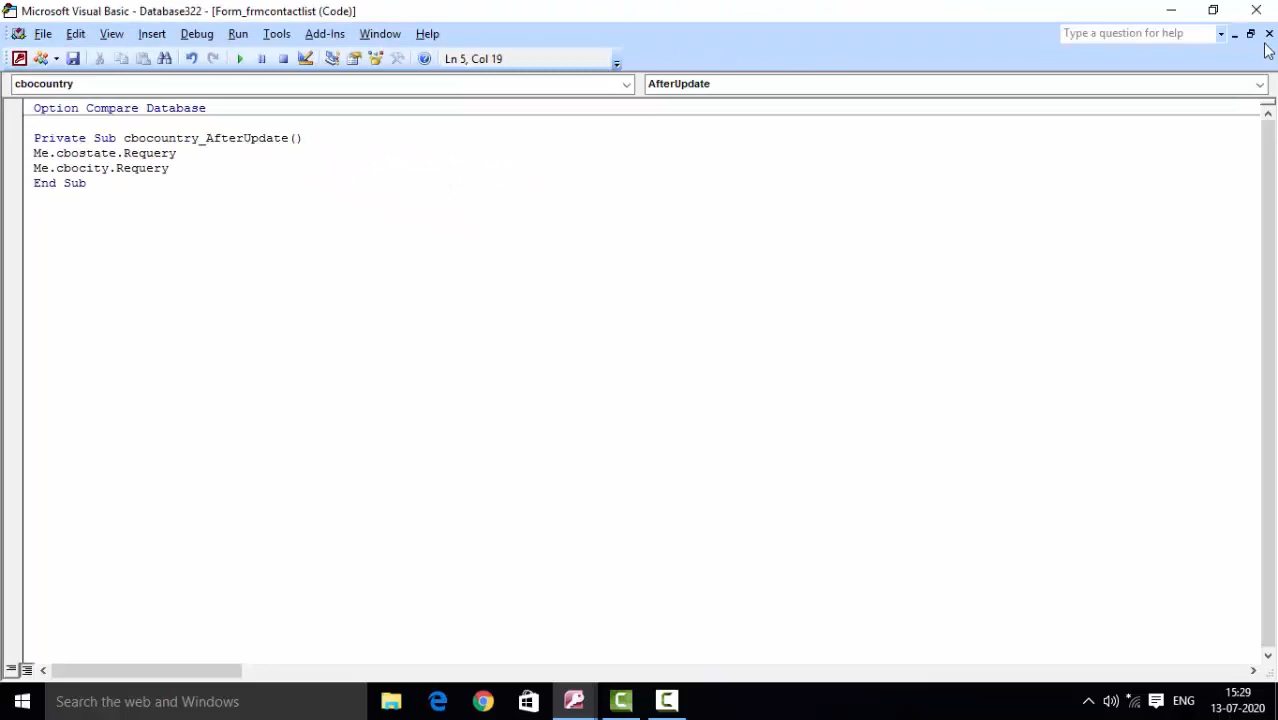 Microsoft Visual Basic - Database322 - [Form_frmcontactlist (Code)]
File Edit View Insert Debug Run Tools Add-Ins Window Help
Type a question for help
Ln 5, Col 19
cbocountry
AfterUpdate
Option Compare Database
Private Sub cbocountry_AfterUpdate()
Me.cbostate.Requery
Me.cbocity.Requery
End Sub
Search the web and Windows
ENG
15:29
13-07-2020